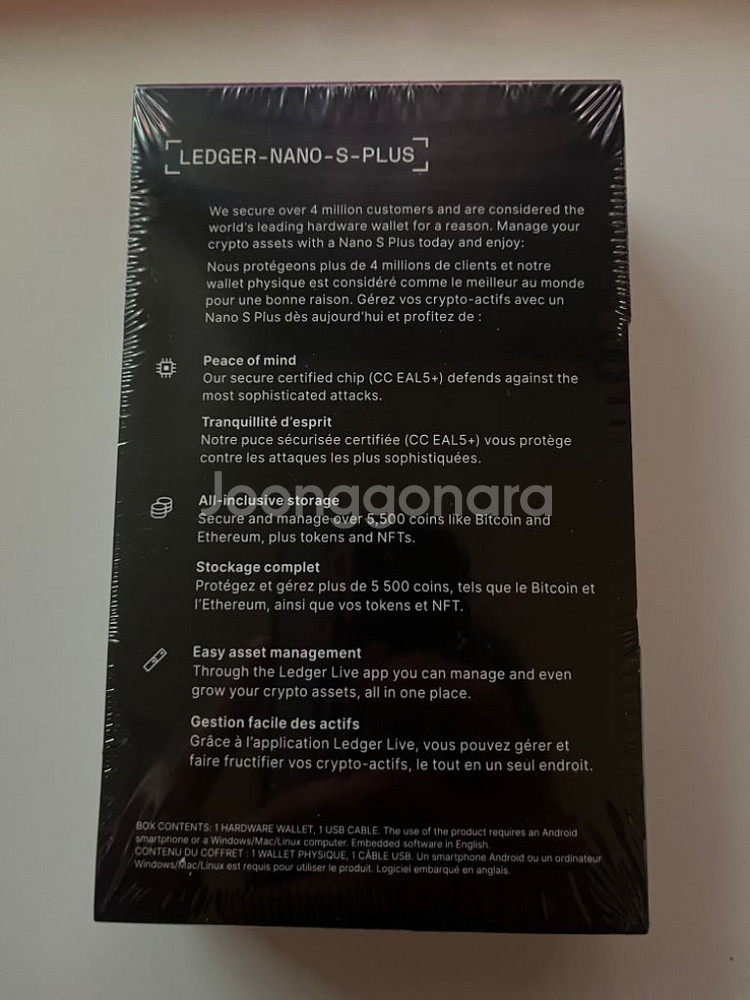 LEDGER-NANO-S-PLUS
We secure over 4 million customers and are considered the
world's leading hardware wallet for a reason. Manage your
crypto assets with a Nano S Plus today and enjoy:
Nous protégeons plus de 4 millions de clients et notre
wallet physique est considéré comme le meilleur au monde
pour une bonne raison. Gérez vos crypto-actifs avec un
Nano S Plus dès aujourd'hui et profitez de :
Peace of mind
Our secure certified chip (CC EAL5+) defends against the
most sophisticated attacks.
Tranquillité d'esprit
Notre puce sécurisée certifiée (CC EAL5+) vous protège
contre les attaques les plus sophistiquées.
Joonggonara
All-inclusive storage
Secure and manage over 5,500 coins like Bitcoin and
Ethereum, plus tokens and NFTs.
Stockage complet
Protégez et gérez plus de 5 500 coins, tels que le Bitcoin et
l'Ethereum, ainsi que vos tokens et NFT.
Easy asset management
Through the Ledger Live app you can manage and even
grow your crypto assets, all in one place.
Gestion facile des actifs
Grâce à l'application Ledger Live, vous pouvez gérer et
faire fructifier vos crypto-actifs, le tout en un seul endroit.
BOX CONTENTS: 1 HARDWARE WALLET, 1 USB CABLE. The use of the product requires an Android
smartphone or a Windows/Mac/Linux computer. Embedded software in English.
CONTENU DU COFFRET : 1 WALLET PHYSIQUE, 1 CÂBLE USB. Un smartphone Android ou un ordinateur
Windows/Mac/Linux est requis pour utiliser le produit. Logiciel embarqué en anglais.